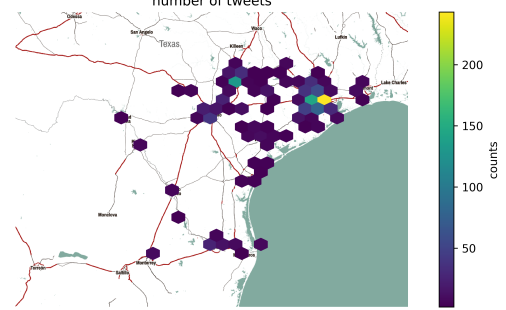 number of tweets
Odessa
Waco
San Angelo
Texas
Killeen
Lufkin
Lake Charles
Monclova
Monterrey
Torreón
Saltillo
200
150
100
50
counts